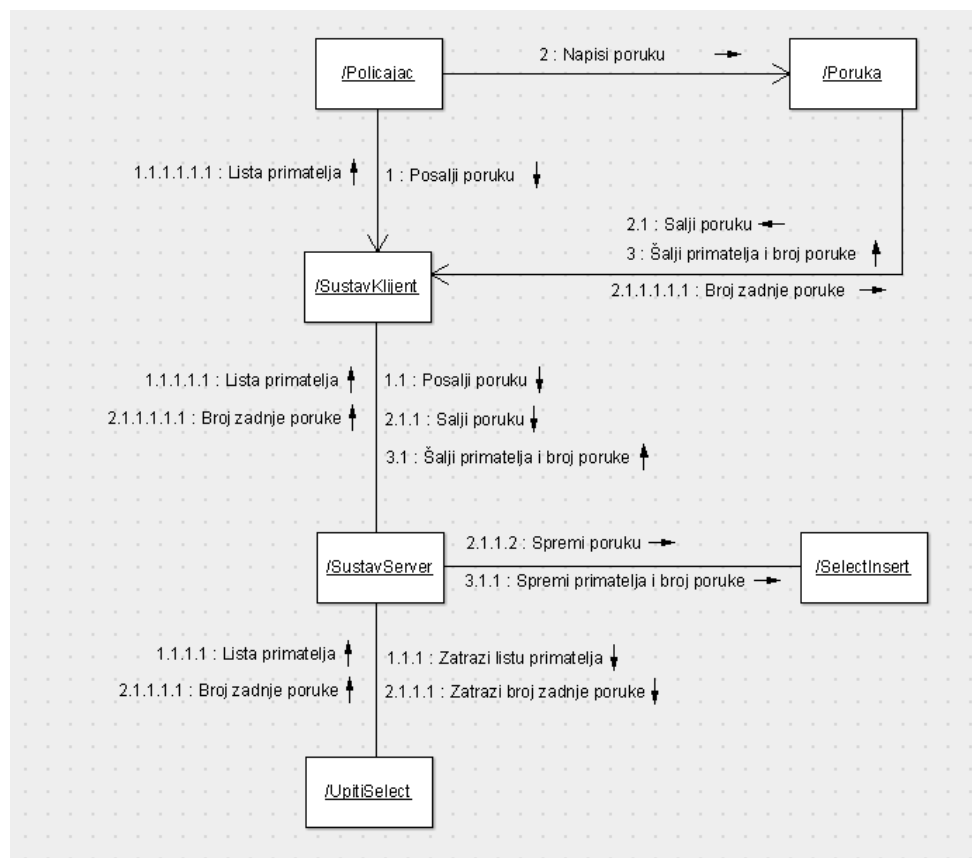 2 : Napisi poruku
/Policajac
/Poruka
1.1.1.1.1.1 : Lista primatelja
1 : Posalji poruku
2.1 : Salji poruku
3 : Šalji primatelja i broj poruke
2.1.1.1.1.1 : Broj zadnje poruke
/SustavKlijent
1.1.1.1.1 : Lista primatelja
1.1 : Posalji poruku
2.1.1.1.1.1 : Broj zadnje poruke
2.1.1 : Salji poruku
3.1 : Šalji primatelja i broj poruke
2.1.1.2 : Spremi poruku
/SustavServer
/SelectInsert
3.1.1 : Spremi primatelja i broj poruke
1.1.1.1 : Lista primatelja
1.1.1 : Zatrazi listu primatelja
2.1.1.1.1 : Broj zadnje poruke
2.1.1.1 : Zatrazi broj zadnje poruke
/UpitiSelect